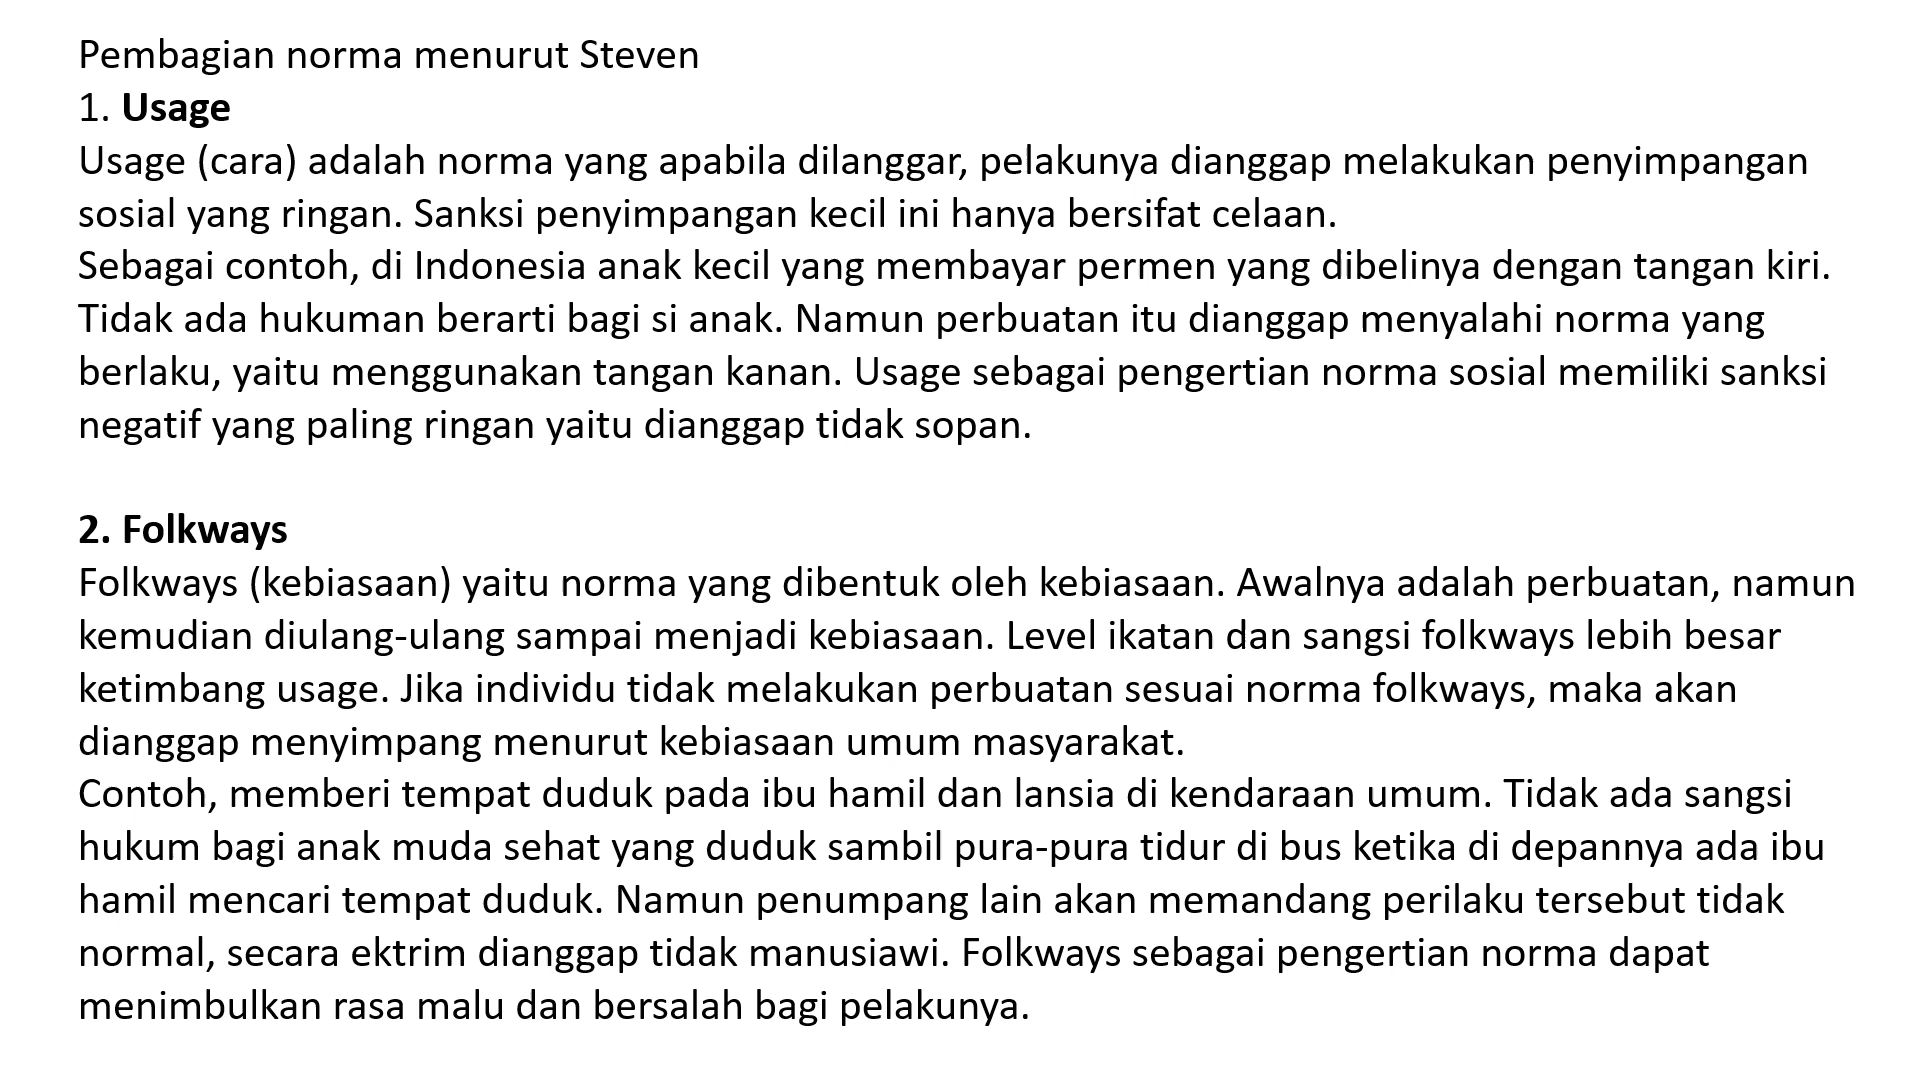 Pembagian norma menurut Steven
1. Usage
Usage (cara) adalah norma yang apabila dilanggar, pelakunya dianggap melakukan penyimpangan
sosial yang ringan. Sanksi penyimpangan kecil ini hanya bersifat celaan.
Sebagai contoh, di Indonesia anak kecil yang membayar permen yang dibelinya dengan tangan kiri.
Tidak ada hukuman berarti bagi si anak. Namun perbuatan itu dianggap menyalahi norma yang
berlaku, yaitu menggunakan tangan kanan. Usage sebagai pengertian norma sosial memiliki sanksi
negatif yang paling ringan yaitu dianggap tidak sopan.
2. Folkways
Folkways (kebiasaan) yaitu norma yang dibentuk oleh kebiasaan. Awalnya adalah perbuatan, namun
kemudian diulang-ulang sampai menjadi kebiasaan. Level ikatan dan sangsi folkways lebih besar
ketimbang usage. Jika individu tidak melakukan perbuatan sesuai norma folkways, maka akan
dianggap menyimpang menurut kebiasaan umum masyarakat.
Contoh, memberi tempat duduk pada ibu hamil dan lansia di kendaraan umum. Tidak ada sangsi
hukum bagi anak muda sehat yang duduk sambil pura-pura tidur di bus ketika di depannya ada ibu
hamil mencari tempat duduk. Namun penumpang lain akan memandang perilaku tersebut tidak
normal, secara ektrim dianggap tidak manusiawi. Folkways sebagai pengertian norma dapat
menimbulkan rasa malu dan bersalah bagi pelakunya.